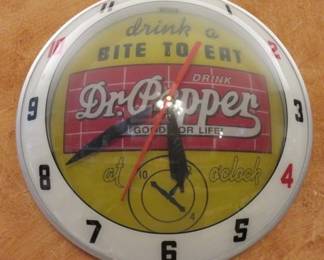 drink a
BITE TO EAT
DRINK
Dr. Pepper
GOOD FOR LIFE!
at o'clock
10
4
2
3
4
5
6
7
8
9
10